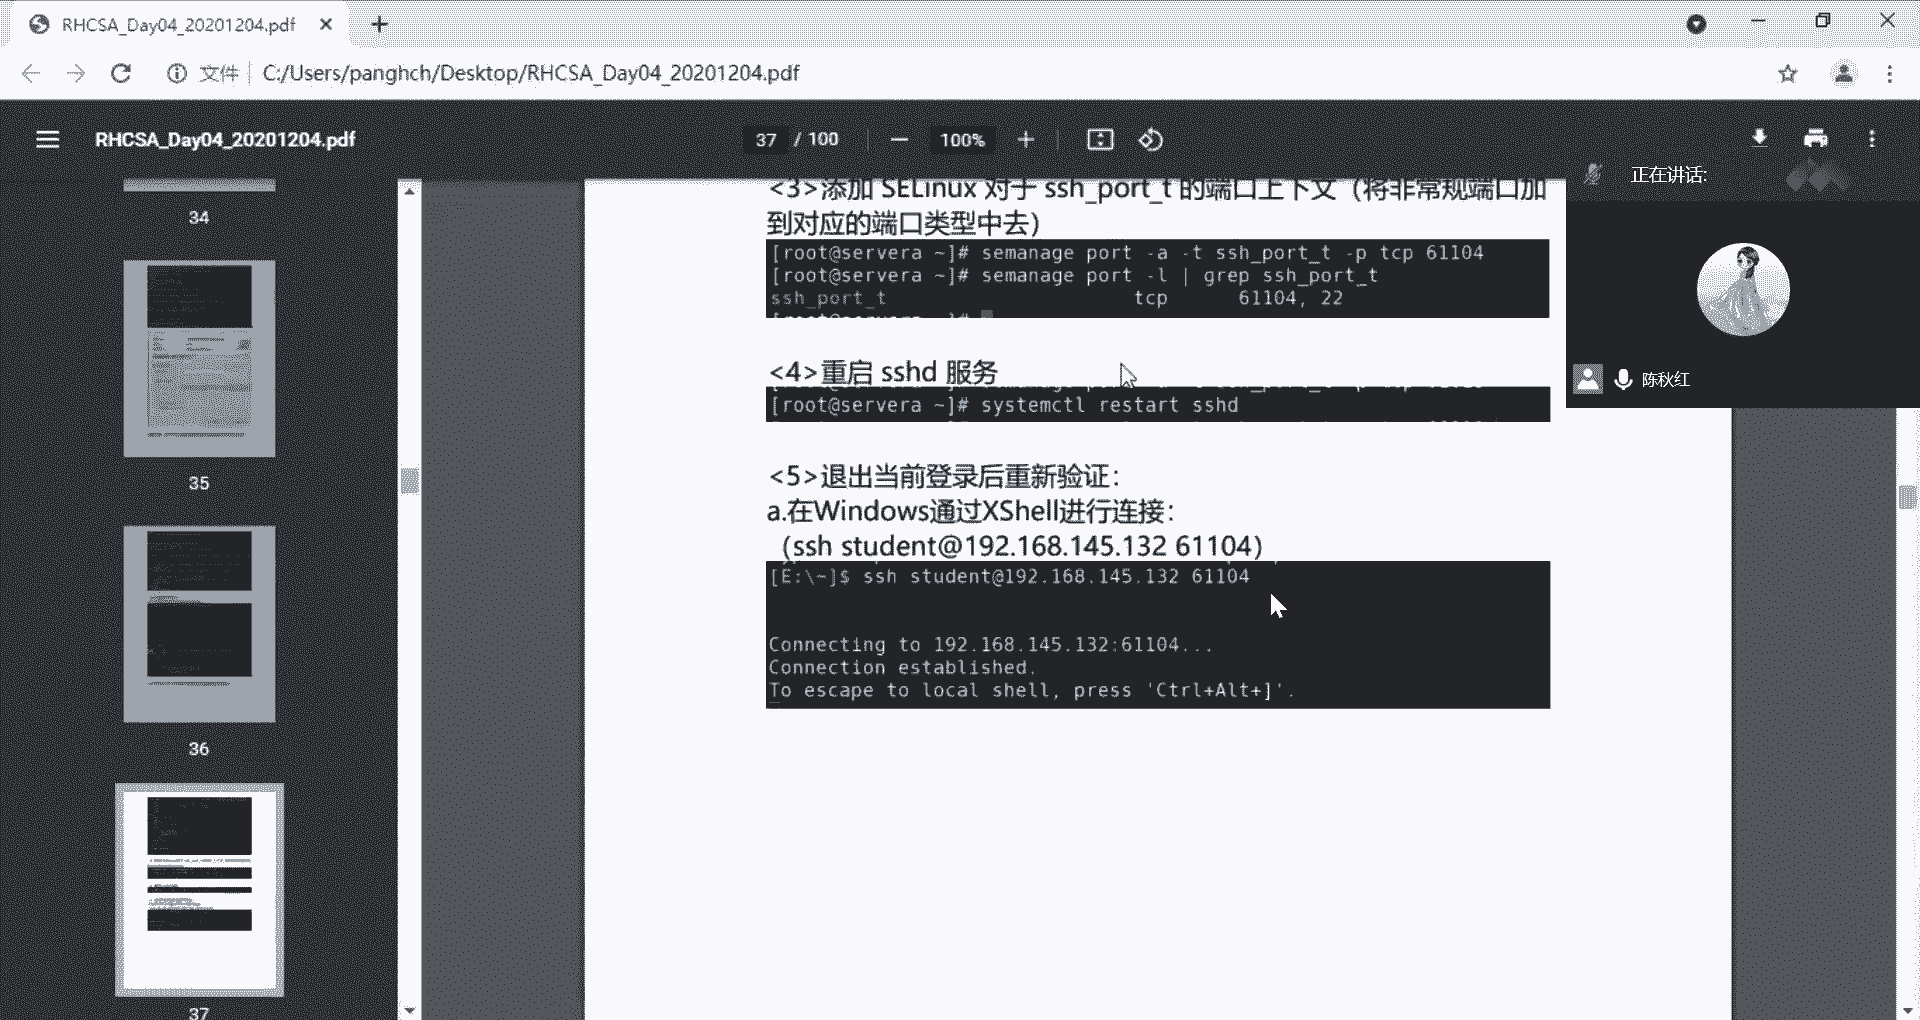 RHCSA_Day04_20201204.pdf
文件 C:/Users/panghch/Desktop/RHCSA_Day04_20201204.pdf
RHCSA_Day04_20201204.pdf
37 / 100
100%
正在讲话:
陈秋红
34
35
36
37
<3>添加 SELinux 对于 ssh_port_t 的端口上下文（将非常规端口加
到对应的端口类型中去）
[root@servera ~]# semanage port -a -t ssh_port_t -p tcp 61104
[root@servera ~]# semanage port -l | grep ssh_port_t
ssh_port_t tcp 61104, 22
<4>重启 sshd 服务
[root@servera ~]# systemctl restart sshd
<5>退出当前登录后重新验证：
a.在Windows通过XShell进行连接：
（ssh student@192.168.145.132 61104）
[E:\~]$ ssh student@192.168.145.132 61104
Connecting to 192.168.145.132:61104...
Connection established.
To escape to local shell, press 'Ctrl+Alt+]'.